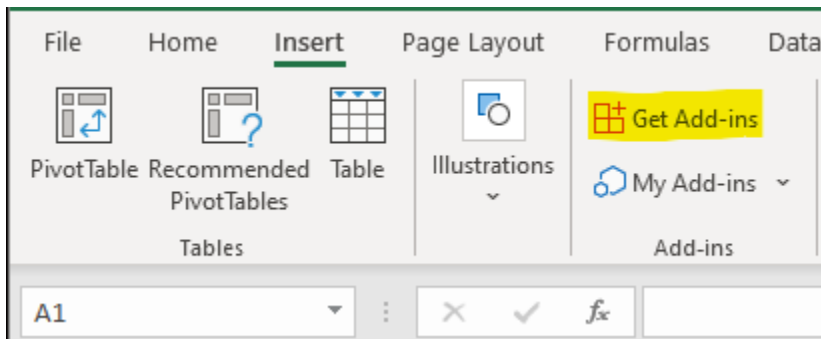 File Home Insert Page Layout Formulas Data
Get Add-ins
PivotTable Recommended Table Illustrations
PivotTables
My Add-ins
Tables Add-ins
A1 fx